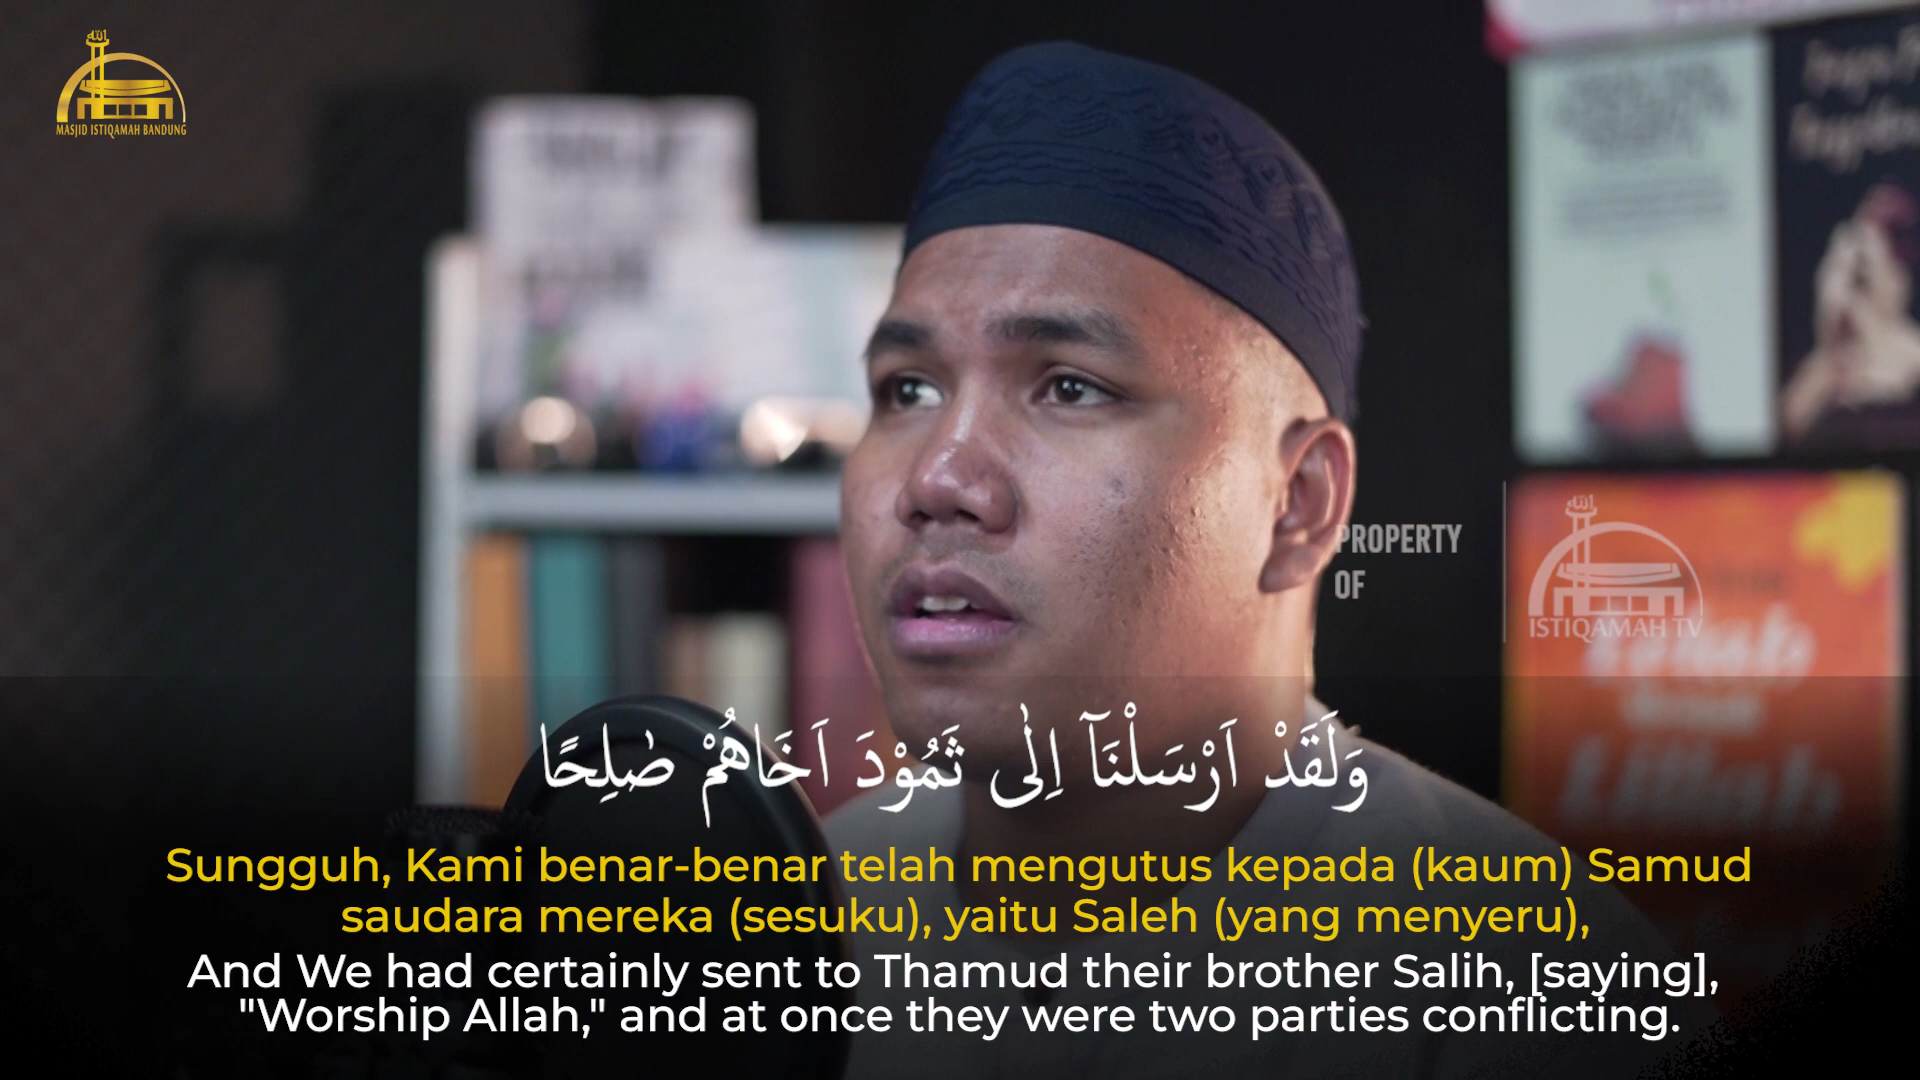 الله
MASJID ISTIQAMAH BANDUNG
PROPERTY
OF
الله
ISTIQAMAH TV
وَلَقَدْ اَرْسَلْنَآ اِلٰى ثَمُوْدَ اَخَاهُمْ صٰلِحًا
Sungguh, Kami benar-benar telah mengutus kepada (kaum) Samud
saudara mereka (sesuku), yaitu Saleh (yang menyeru),
And We had certainly sent to Thamud their brother Salih, [saying],
"Worship Allah," and at once they were two parties conflicting.